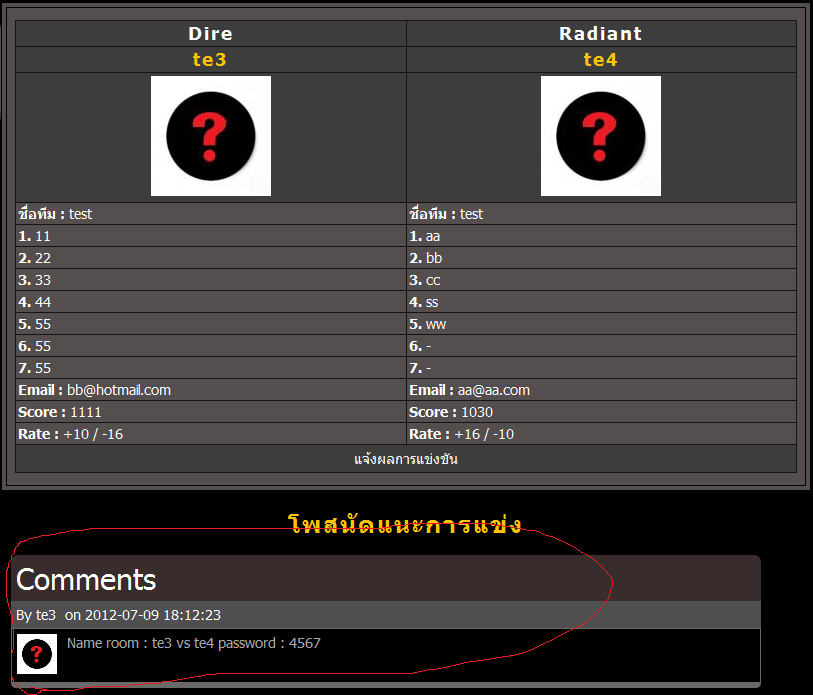 Dire Radiant
te3 te4
? ?
ชื่อทีม : test ชื่อทีม : test
1. 11 1. aa
2. 22 2. bb
3. 33 3. cc
4. 44 4. ss
5. 55 5. ww
6. 55 6. -
7. 55 7. -
Email : bb@hotmail.com Email : aa@aa.com
Score : 1111 Score : 1030
Rate : +10 / -16 Rate : +16 / -10
แจ้งผลการแข่งขัน
โพสนัดแนะการแข่ง
Comments
By te3 on 2012-07-09 18:12:23
? Name room : te3 vs te4 password : 4567